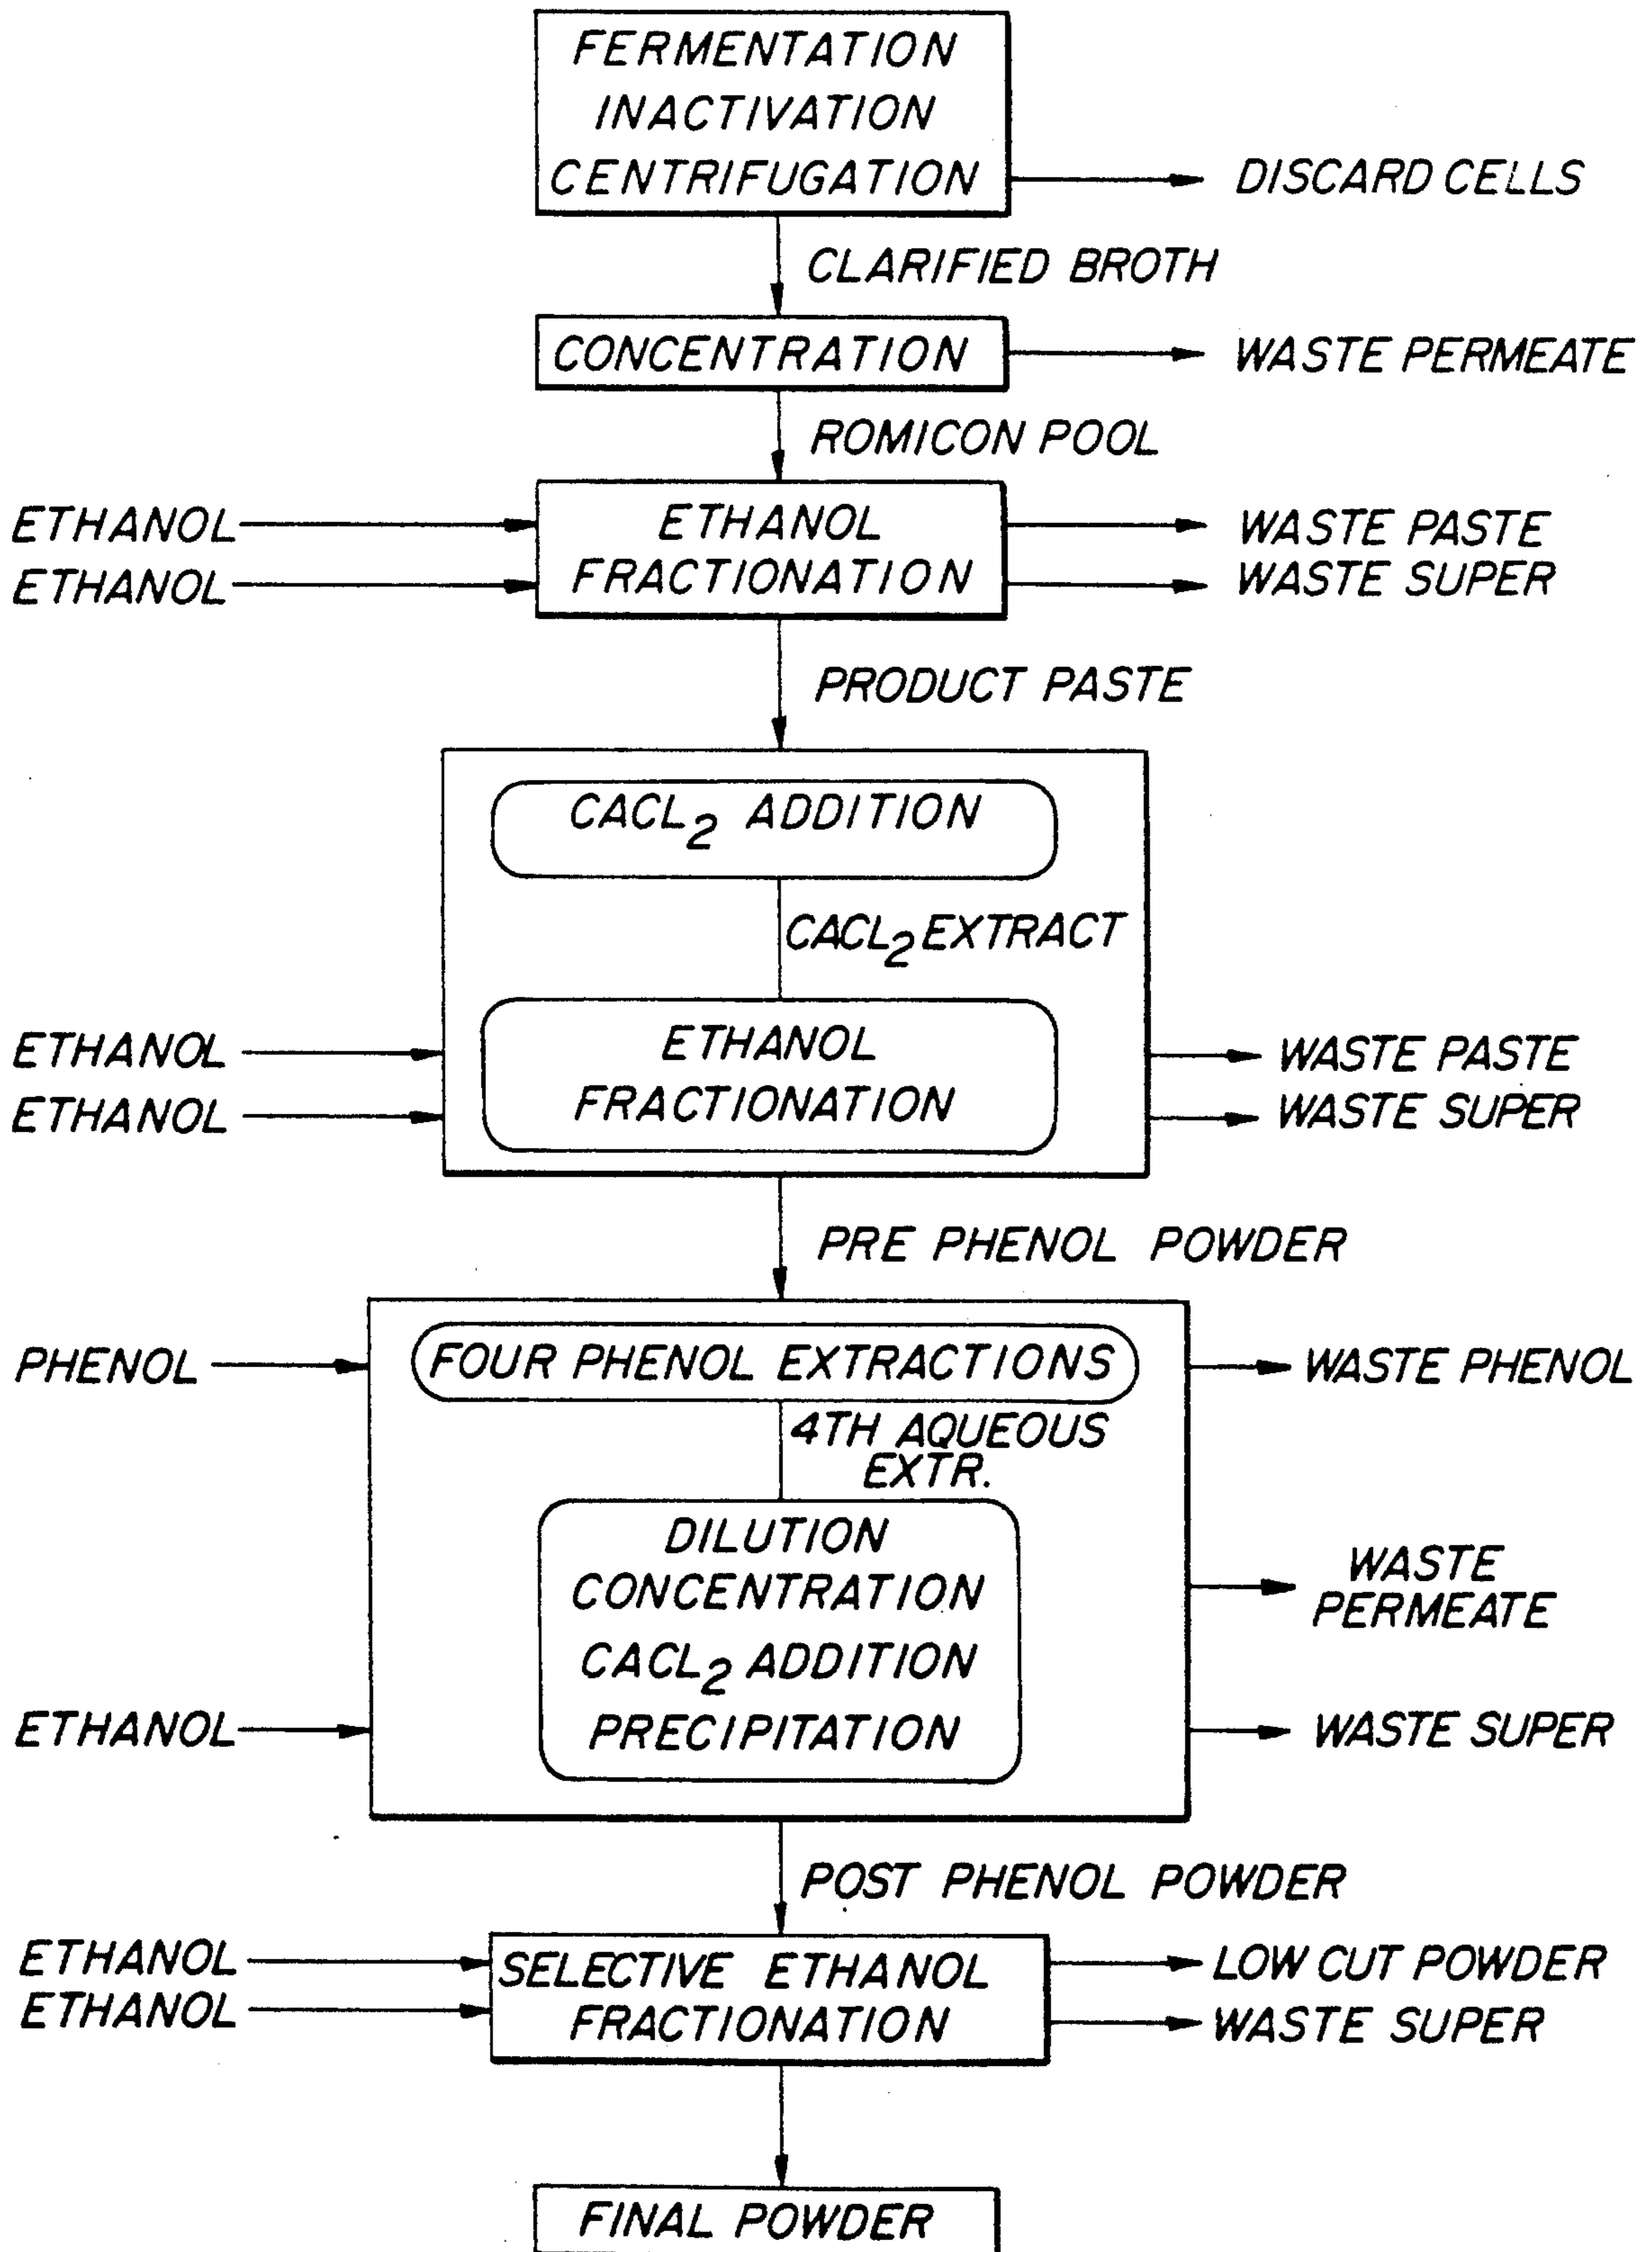 FERMENTATION
INACTIVATION
CENTRIFUGATION
DISCARD CELLS
CLARIFIED BROTH
CONCENTRATION
WASTE PERMEATE
ROMICON POOL
ETHANOL
ETHANOL
ETHANOL
FRACTIONATION
WASTE PASTE
WASTE SUPER
PRODUCT PASTE
CACL2 ADDITION
CACL2 EXTRACT
ETHANOL
ETHANOL
ETHANOL
FRACTIONATION
WASTE PASTE
WASTE SUPER
PRE PHENOL POWDER
PHENOL
FOUR PHENOL EXTRACTIONS
WASTE PHENOL
4TH AQUEOUS
EXTR.
DILUTION
CONCENTRATION
CACL2 ADDITION
PRECIPITATION
WASTE
PERMEATE
ETHANOL
WASTE SUPER
POST PHENOL POWDER
ETHANOL
ETHANOL
SELECTIVE ETHANOL
FRACTIONATION
LOW CUT POWDER
WASTE SUPER
FINAL POWDER